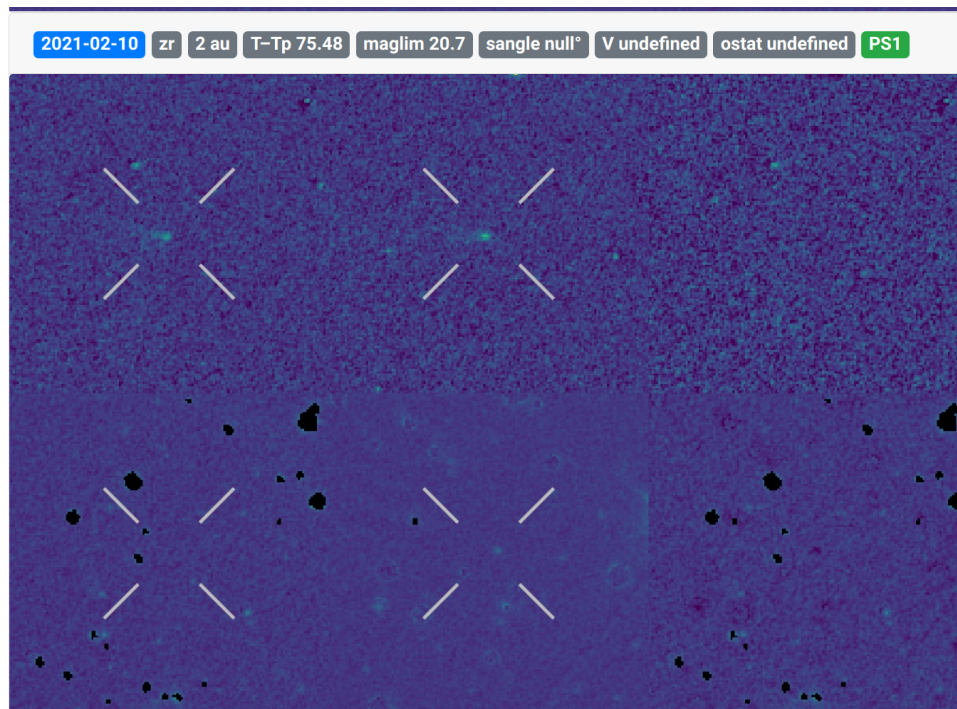 2021-02-10 zr 2 au T–Tp 75.48 maglim 20.7 sangle null° V undefined ostat undefined PS1